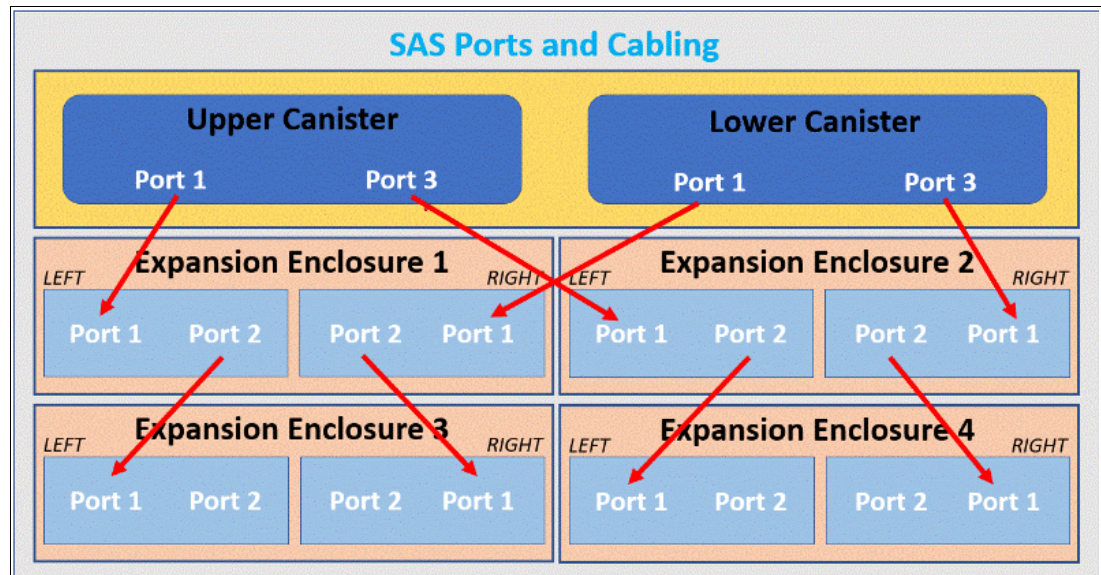 SAS Ports and Cabling
Upper Canister
Lower Canister
Port 1 Port 3
Port 1 Port 3
Expansion Enclosure 1
LEFT RIGHT
Port 1 Port 2 Port 2 Port 1
Expansion Enclosure 2
LEFT RIGHT
Port 1 Port 2 Port 2 Port 1
Expansion Enclosure 3
LEFT RIGHT
Port 1 Port 2 Port 2 Port 1
Expansion Enclosure 4
LEFT RIGHT
Port 1 Port 2 Port 2 Port 1